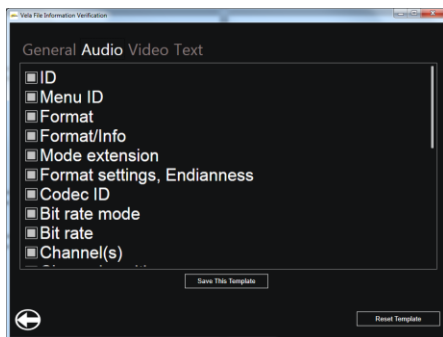 Vela File Information Verification
General Audio Video Text
ID
Menu ID
Format
Format/Info
Mode extension
Format settings, Endianness
Codec ID
Bit rate mode
Bit rate
Channel(s)
Save This Template
Reset Template